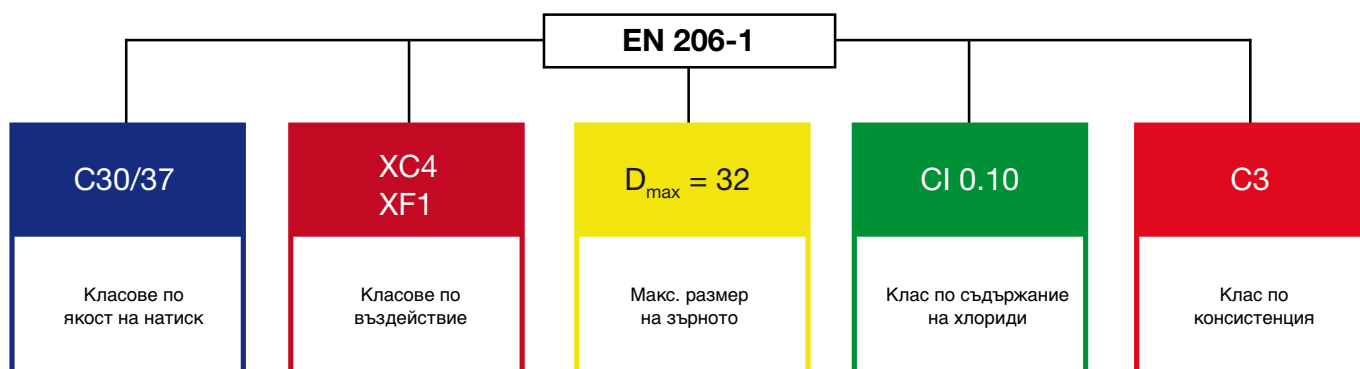 EN 206-1
C30/37
XC4
XF1
Dmax = 32
Cl 0.10
C3
Класове по
якост на натиск
Класове по
въздействие
Макс. размер
на зърното
Клас по съдържание
на хлориди
Клас по
консистенция